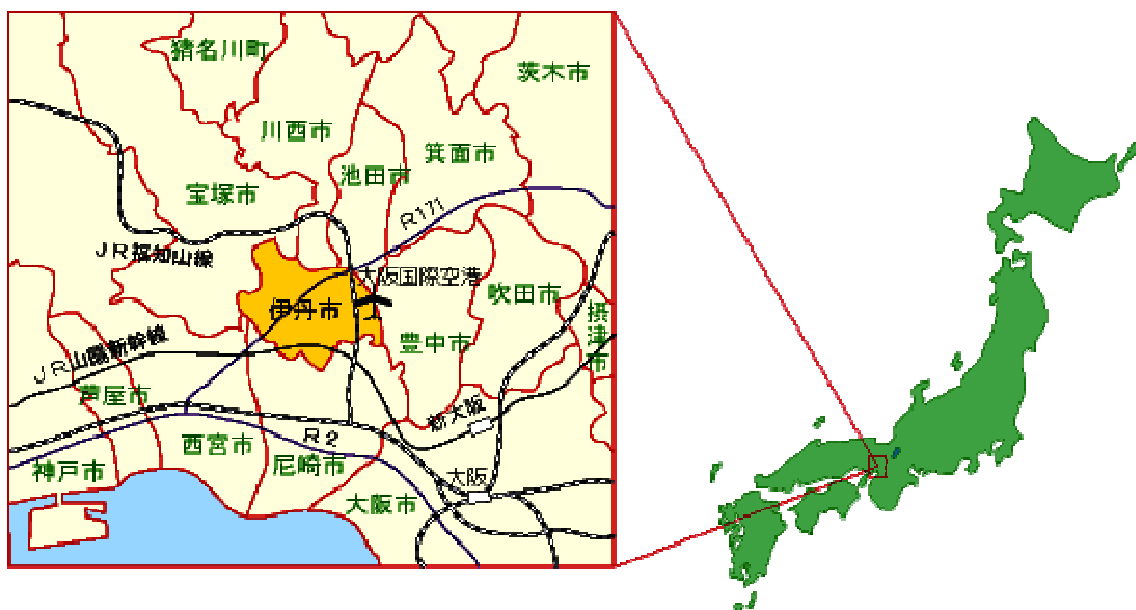 猪名川町
茨木市
川西市
箕面市
池田市
宝塚市
R171
JR福知山線
大阪国際空港
伊丹市
吹田市
摂津市
豊中市
JR山陽新幹線
芦屋市
新大阪
西宮市
R2
尼崎市
神戸市
大阪
大阪市